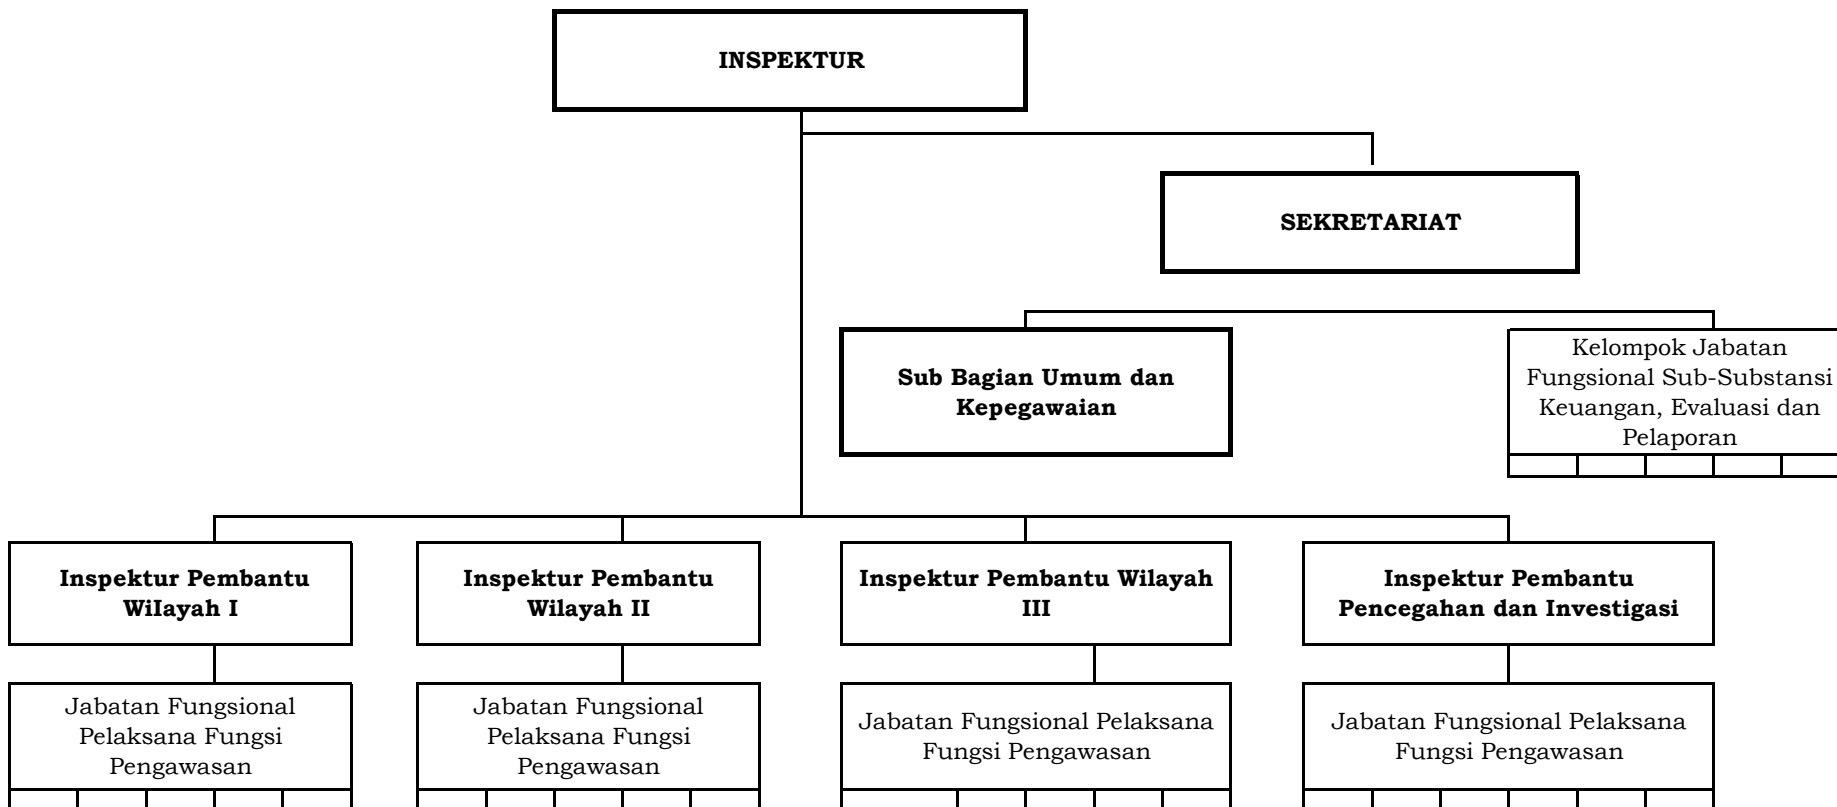 INSPEKTUR
SEKRETARIAT
Sub Bagian Umum dan
Kepegawaian
Kelompok Jabatan
Fungsional Sub-Substansi
Keuangan, Evaluasi dan
Pelaporan
Inspektur Pembantu
WiIayah I
Inspektur Pembantu
Wilayah II
Inspektur Pembantu Wilayah
III
Inspektur Pembantu
Pencegahan dan Investigasi
Jabatan Fungsional
Pelaksana Fungsi
Pengawasan
Jabatan Fungsional
Pelaksana Fungsi
Pengawasan
Jabatan Fungsional Pelaksana
Fungsi Pengawasan
Jabatan Fungsional Pelaksana
Fungsi Pengawasan